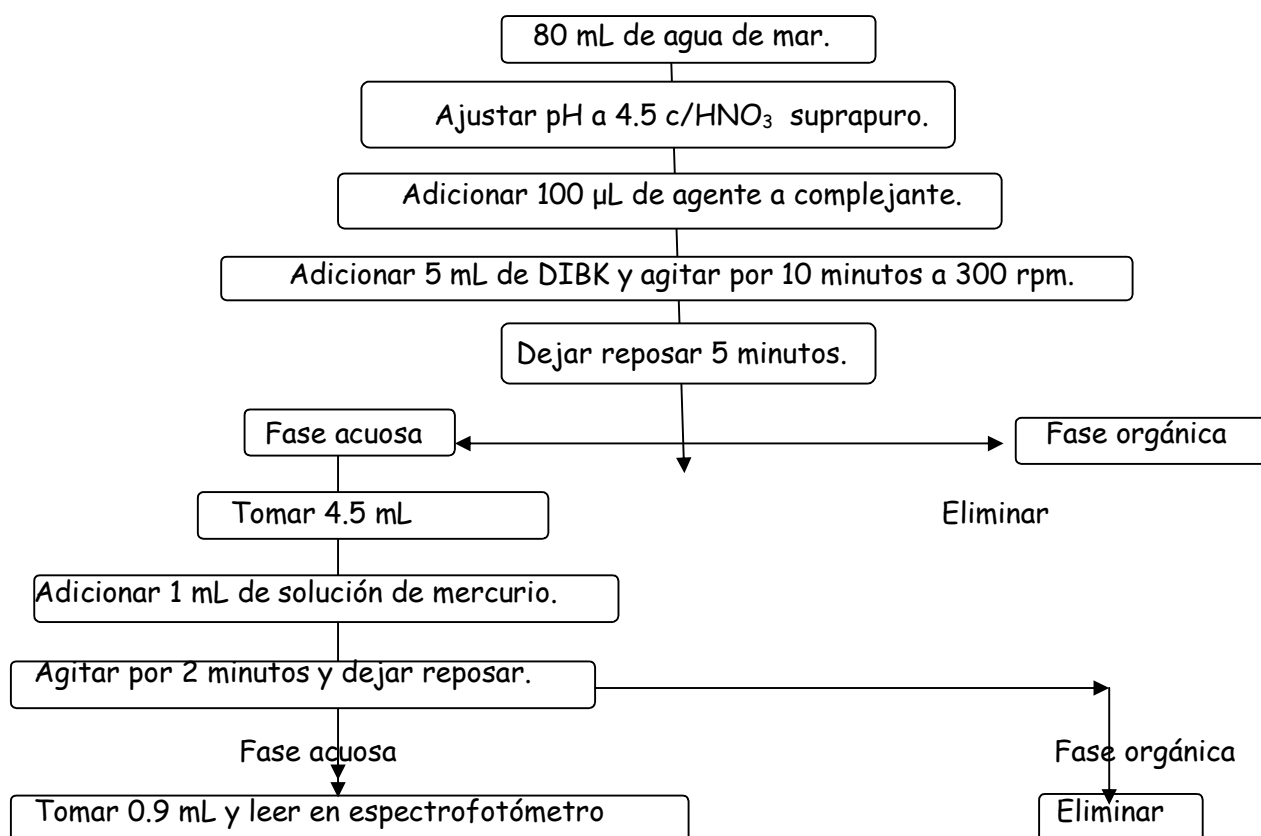 80 mL de agua de mar.
Ajustar pH a 4.5 c/HNO₃ suprapuro.
Adicionar 100 µL de agente a complejante.
Adicionar 5 mL de DIBK y agitar por 10 minutos a 300 rpm.
Dejar reposar 5 minutos.
Fase acuosa
Fase orgánica
Tomar 4.5 mL
Eliminar
Adicionar 1 mL de solución de mercurio.
Agitar por 2 minutos y dejar reposar.
Fase acuosa
Fase orgánica
Tomar 0.9 mL y leer en espectrofotómetro
Eliminar